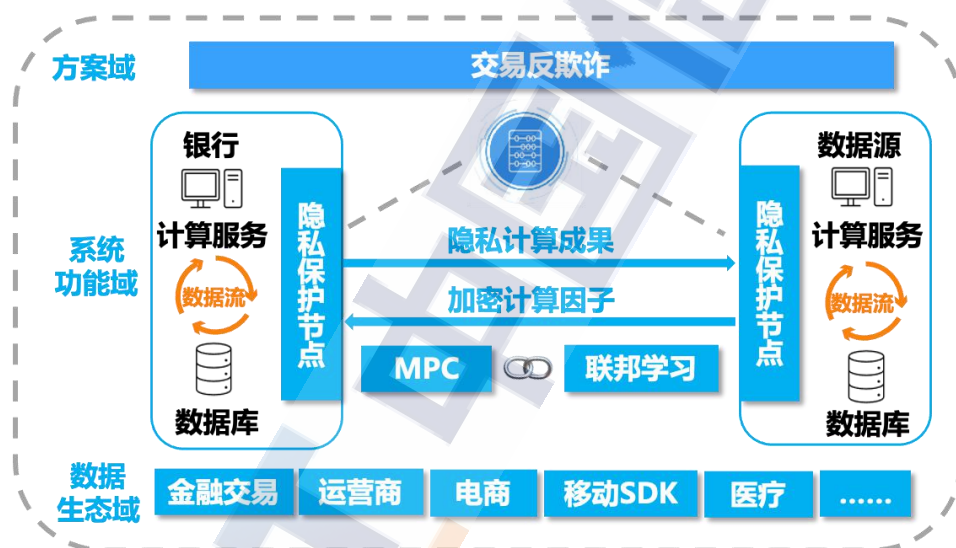 方案域
交易反欺诈
银行
计算服务
数据流
数据库
隐私保护节点
系统
功能域
隐私计算成果
加密计算因子
MPC
联邦学习
隐私保护节点
数据源
计算服务
数据流
数据库
数据
生态域
金融交易
运营商
电商
移动SDK
医疗
......